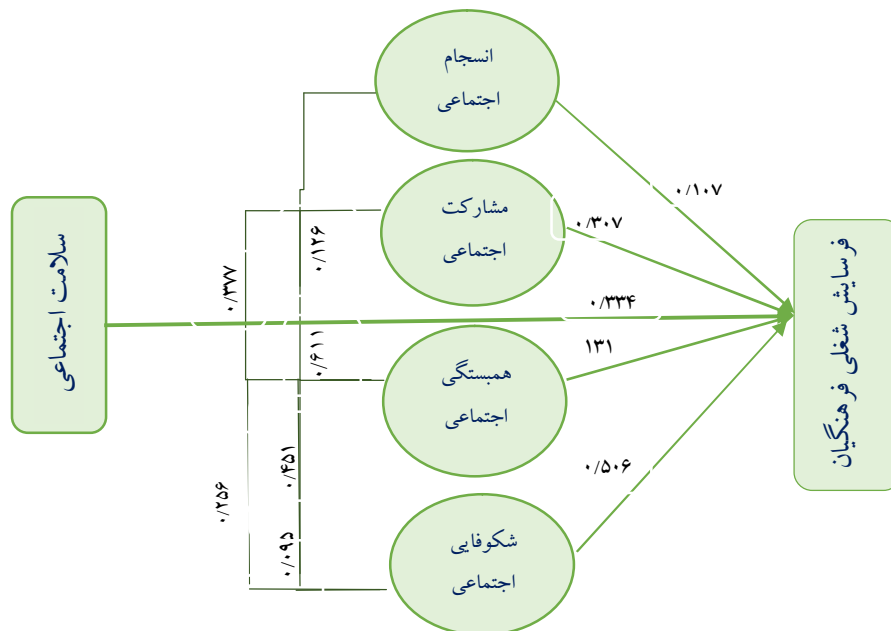 انسجام
اجتماعی
مشارکت
اجتماعی
همبستگی
اجتماعی
شکوفایی
اجتماعی
سلامت اجتماعی
فرسایش شغلی فرهنگیان
۰/۱۰۷
۰/۳۰۷
۰/۳۳۴
۱۳۱
۰/۵۰۶
۰/۱۲۶
۰/۳۷۷
۰/۶۱۱
۰/۴۵۱
۰/۲۵۶
۰/۰۹۵